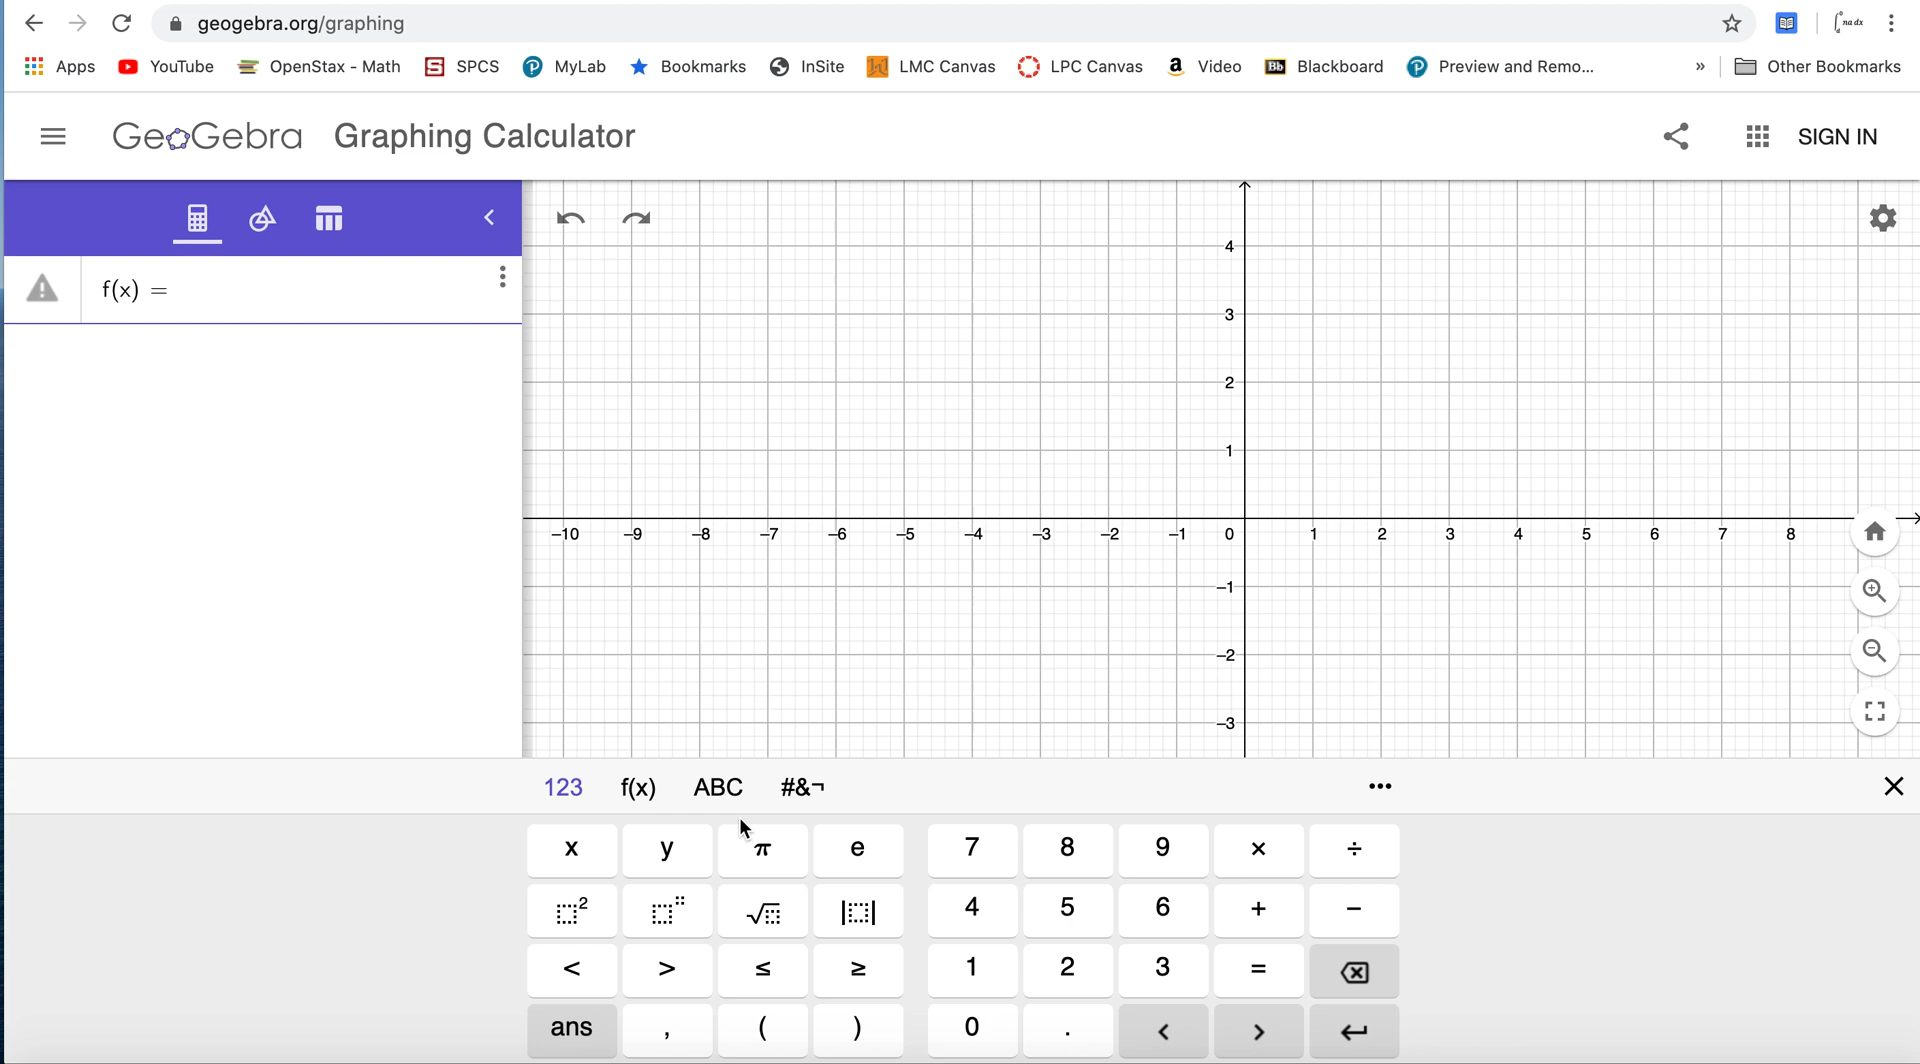 geogebra.org/graphing
Apps YouTube OpenStax - Math SPCS MyLab Bookmarks InSite LMC Canvas LPC Canvas Video Blackboard Preview and Remo... » Other Bookmarks
GeoGebra Graphing Calculator SIGN IN
f(x) =
4
3
2
1
−10 −9 −8 −7 −6 −5 −4 −3 −2 −1 0 1 2 3 4 5 6 7 8
−1
−2
−3
123 f(x) ABC #&¬ •••
x y π e 7 8 9 × ÷
2 √ | | 4 5 6 + −
< > ≤ ≥ 1 2 3 =
ans , ( ) 0 . < >